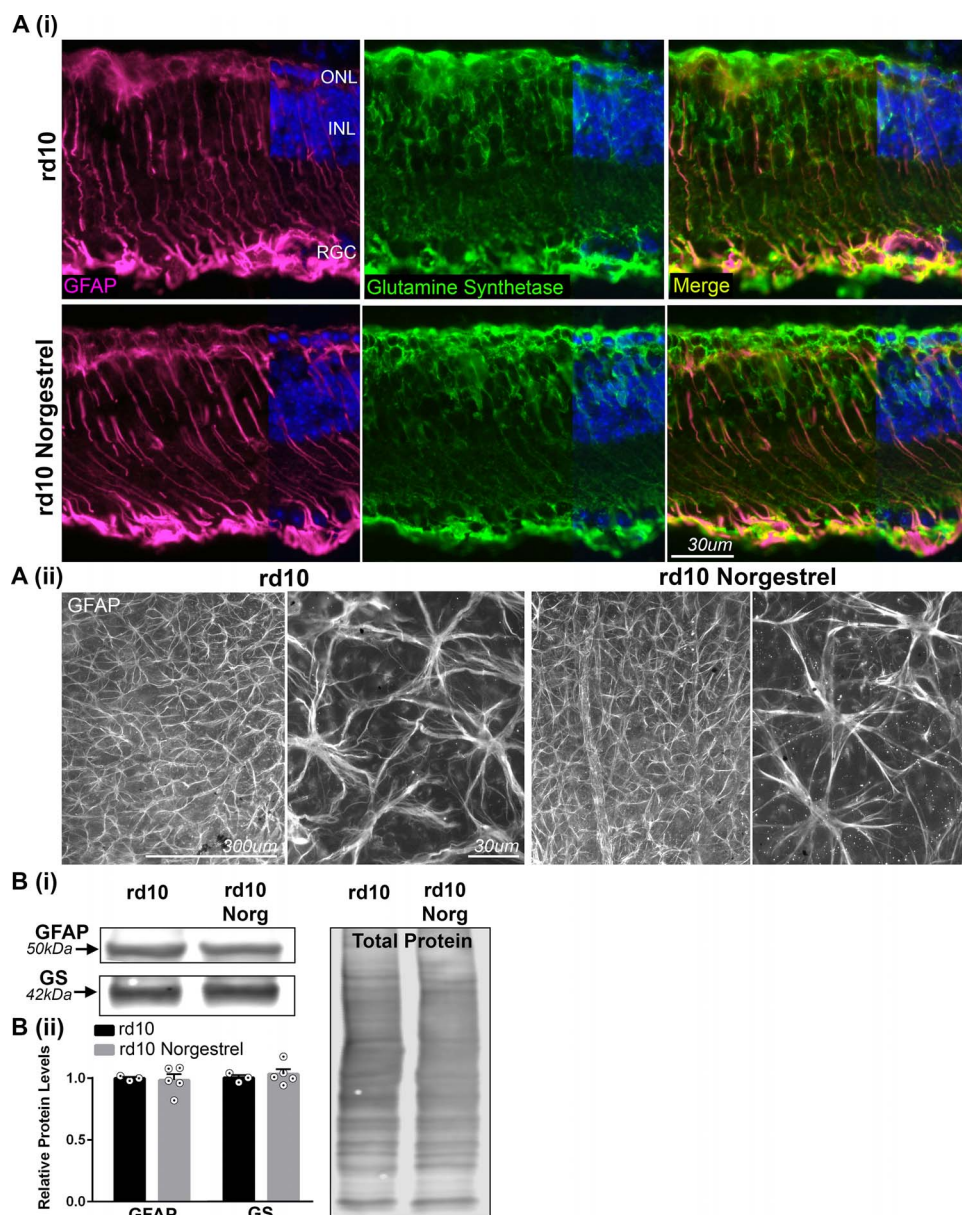 A (i)
rd10
ONL
INL
RGC
GFAP
Glutamine Synthetase
Merge
rd10 Norgestrel
30um
A (ii)
rd10
rd10 Norgestrel
GFAP
300um
30um
B (i)
rd10
rd10
Norg
GFAP
50kDa
GS
42kDa
rd10
rd10
Norg
Total Protein
B (ii)
rd10
rd10 Norgestrel
Relative Protein Levels
1.0
0.5
0.0
GFAP
GS